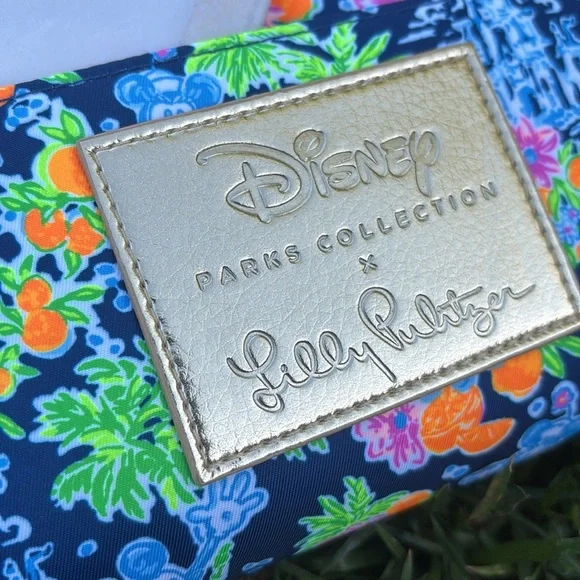 Disney
PARKS COLLECTION
x
Lilly Pulitzer